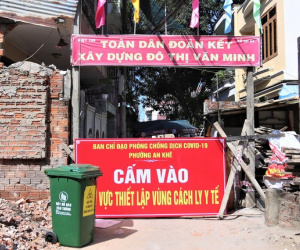 TOÀN DÂN ĐOÀN KẾT
XÂY DỰNG ĐÔ THỊ VĂN MINH
BAN CHỈ ĐẠO PHÒNG CHỐNG DỊCH COVID-19
PHƯỜNG AN KHÊ
CẤM VÀO
VỰC THIẾT LẬP VÙNG CÁCH LY Y TẾ